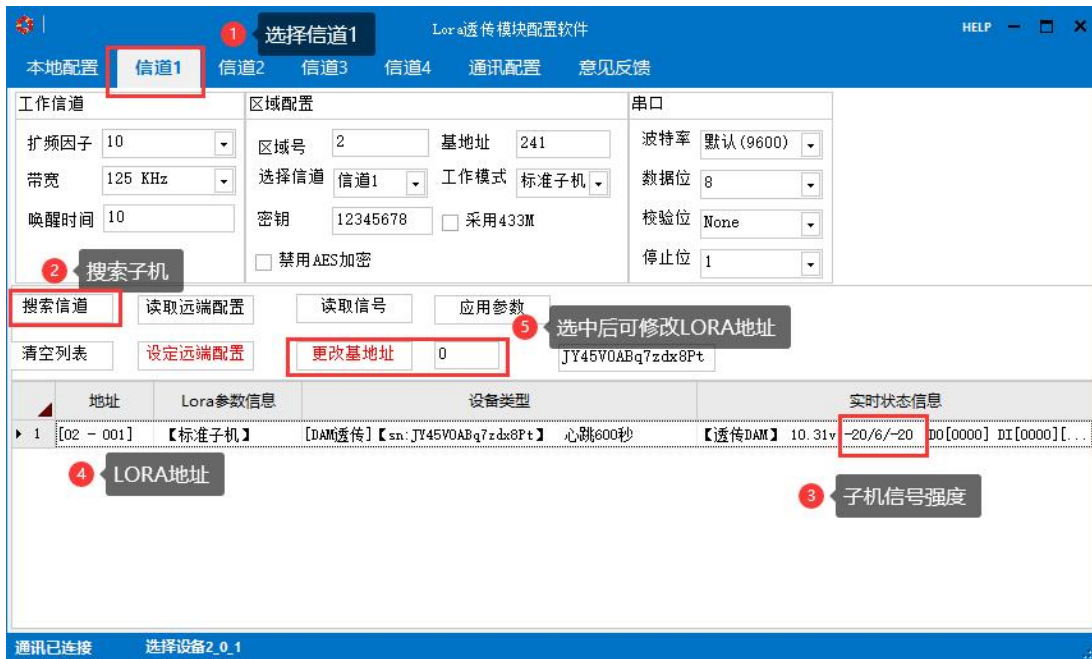 1 选择信道1 Lora透传模块配置软件 HELP
本地配置 信道1 信道2 信道3 信道4 通讯配置 意见反馈
工作信道 区域配置 串口
扩频因子 10 区域号 2 基地址 241 波特率 默认(9600)
带宽 125 KHz 选择信道 信道1 工作模式 标准子机 数据位 8
唤醒时间 10 密钥 12345678 采用433M 校验位 None
2 搜索子机 禁用AES加密 停止位 1
搜索信道 读取远端配置 读取信号 应用参数
5 选中后可修改LORA地址
清空列表 设定远端配置 更改基地址 0 JY45V0ABq7zdx8Pt
地址 Lora参数信息 设备类型 实时状态信息
1 [02 - 001] 【标准子机】 [DAM透传]【sn:JY45V0ABq7zdx8Pt】 心跳600秒 【透传DAM】 10.31v -20/6/-20 DO[0000] DI[0000][...
4 LORA地址
3 子机信号强度
通讯已连接 选择设备2_0_1